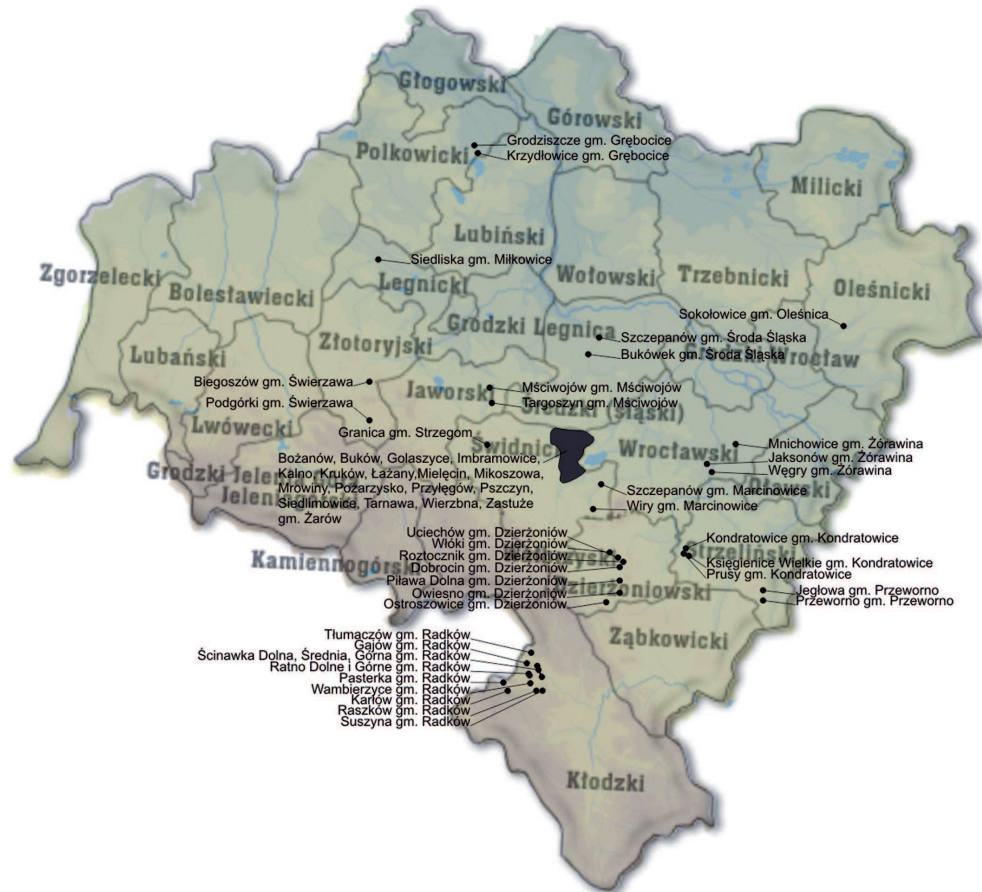 Głogowski
Górowski
Grodziszcze gm. Grębocice
Polkowicki
Krzydłowice gm. Grębocice
Milicki
Lubiński
Siedliska gm. Miłkowice
Zgorzelecki
Legnicki
Wołowski
Trzebnicki
Oleśnicki
Bolesławiecki
Sokołowice gm. Oleśnica
Grodzki Legnica
Złotoryjski
Szczepanów gm. Środa Śląska
Lubański
Bukówek gm. Środa Śląska
Wrocław
Biegoszów gm. Świerzawa
Jaworski
Mściwojów gm. Mściwojów
Podgórki gm. Świerzawa
Targoszyn gm. Mściwojów
Lwówecki
Granica gm. Strzegom
Wrocławski
Mnichowice gm. Żórawina
Jaksonów gm. Żórawina
Węgry gm. Żórawina
Bożanów, Buków, Gołaszyce, Imbramowice,
Kalno, Kruków, Łażany,Mielęcin, Mikoszowa,
Mrowiny, Pożarzysko, Przyłęgów, Pszczyn,
Siedlimowice, Tarnawa, Wierzbna, Zastuże
gm. Żarów
Grodzki Jelenia
Jeleniogórski
Oławski
Szczepanów gm. Marcinowice
Wiry gm. Marcinowice
Uciechów gm. Dzierżoniów
Włóki gm. Dzierżoniów
Roztocznik gm. Dzierżoniów
Dobrocin gm. Dzierżoniów
Piława Dolna gm. Dzierżoniów
Owiesno gm. Dzierżoniów
Ostroszowice gm. Dzierżoniów
Kondratowice gm. Kondratowice
Strzeliński
Księgienice Wielkie gm. Kondratowice
Prusy gm. Kondratowice
Kamiennogórski
Dzierżoniowski
Jegłowa gm. Przeworno
Przeworno gm. Przeworno
Ząbkowicki
Tłumaczów gm. Radków
Gajów gm. Radków
Ścinawka Dolna, Średnia, Górna gm. Radków
Ratno Dolne i Górne gm. Radków
Pasterka gm. Radków
Wambierzyce gm. Radków
Karłów gm. Radków
Raszków gm. Radków
Suszyna gm. Radków
Kłodzki